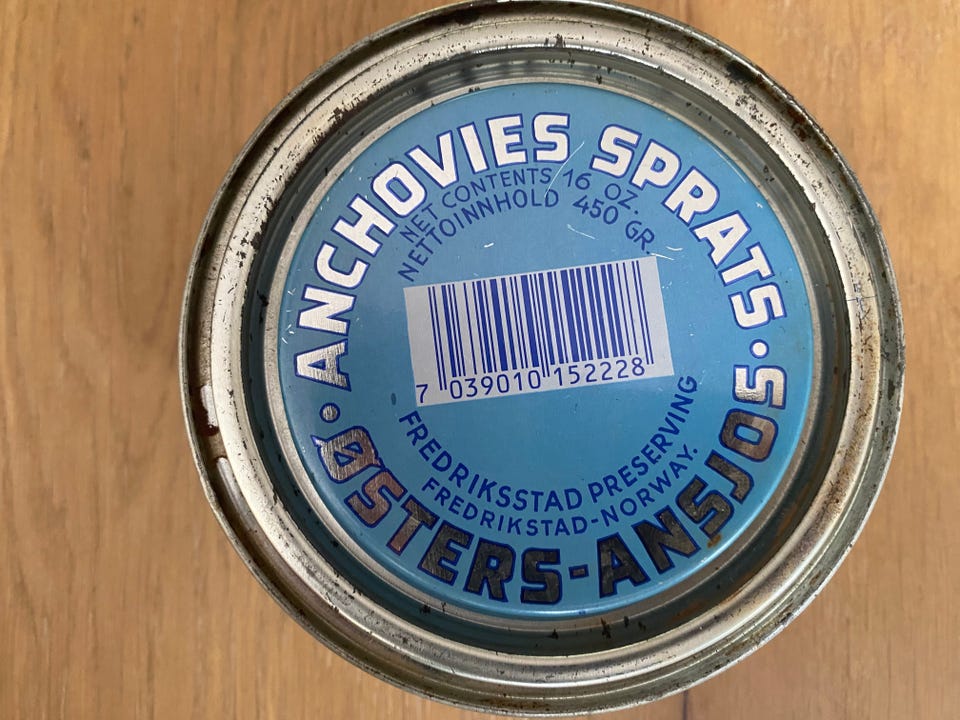 ANCHOVIES SPRATS
NET CONTENTS 16 OZ.
NETTOINNHOLD 450 GR.
7 039010 152228
FREDRIKSSTAD PRESERVING
FREDRIKSTAD-NORWAY.
ØSTERS-ANSJOS